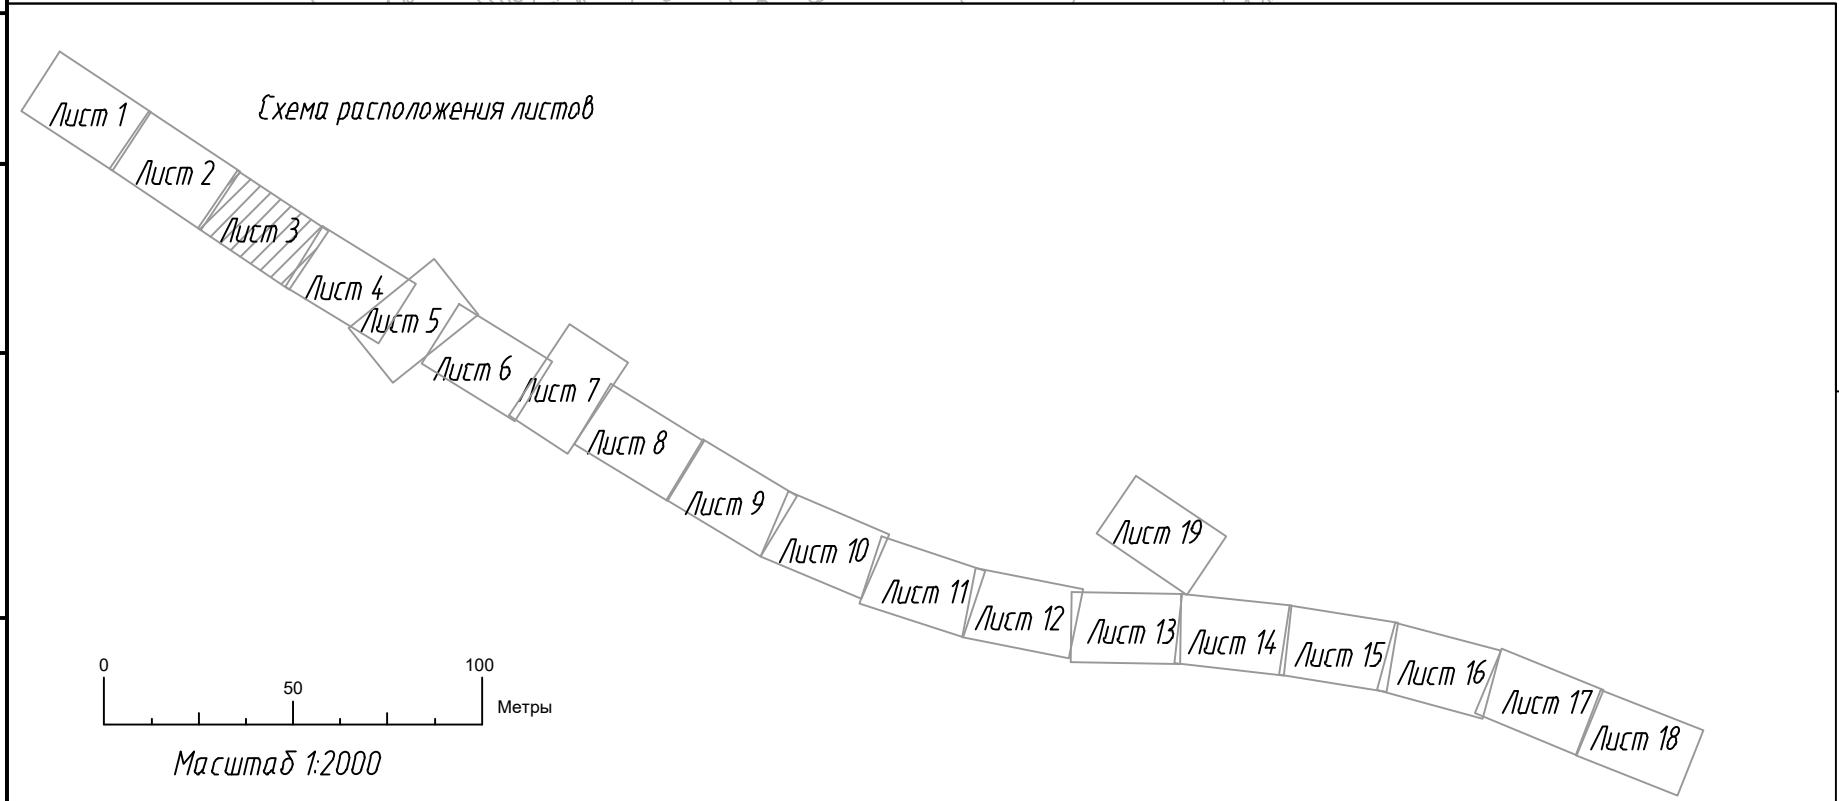 Схема расположения листов
Лист 1
Лист 2
Лист 3
Лист 4
Лист 5
Лист 6
Лист 7
Лист 8
Лист 9
Лист 10
Лист 11
Лист 12
Лист 13
Лист 14
Лист 15
Лист 16
Лист 17
Лист 18
Лист 19
0 50 100
Метры
Масштаб 1:2000